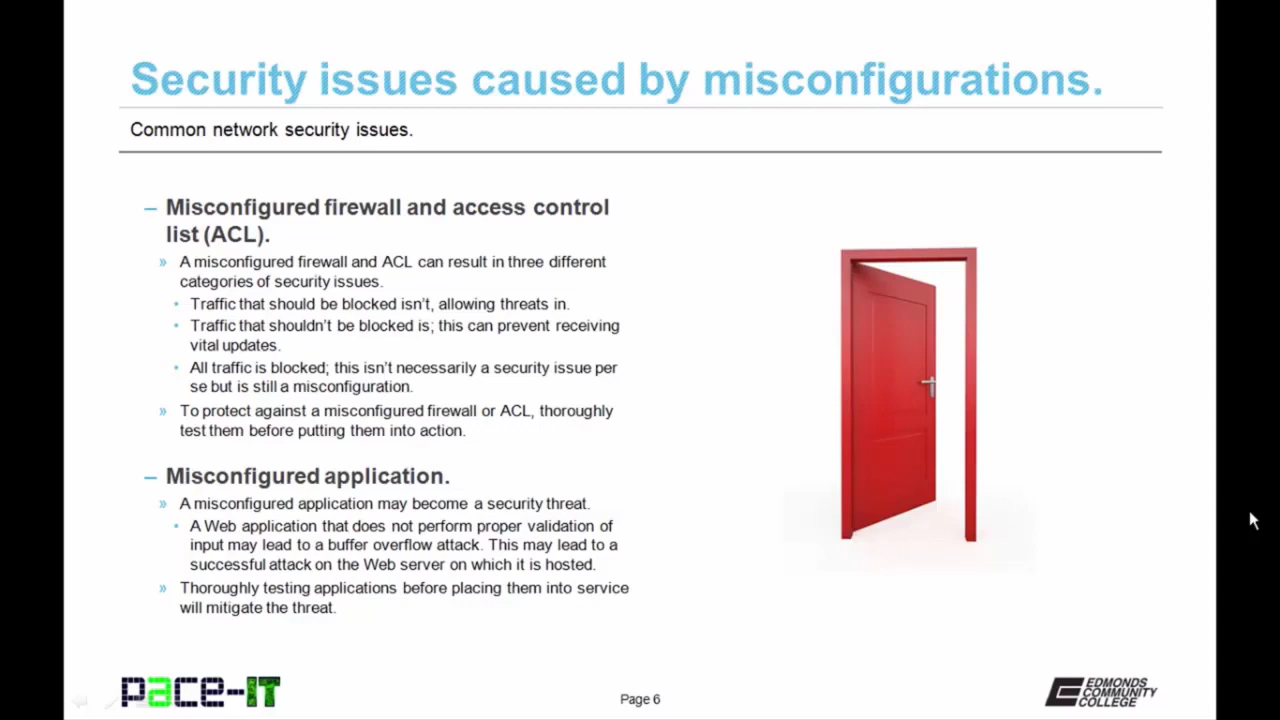 Security issues caused by misconfigurations.
Common network security issues.
– Misconfigured firewall and access control
list (ACL).
» A misconfigured firewall and ACL can result in three different
categories of security issues.
• Traffic that should be blocked isn't, allowing threats in.
• Traffic that shouldn't be blocked is; this can prevent receiving
vital updates.
• All traffic is blocked; this isn't necessarily a security issue per
se but is still a misconfiguration.
» To protect against a misconfigured firewall or ACL, thoroughly
test them before putting them into action.
– Misconfigured application.
» A misconfigured application may become a security threat.
• A Web application that does not perform proper validation of
input may lead to a buffer overflow attack. This may lead to a
successful attack on the Web server on which it is hosted.
» Thoroughly testing applications before placing them into service
will mitigate the threat.
pace-IT
Page 6
EDMONDS
COMMUNITY
COLLEGE